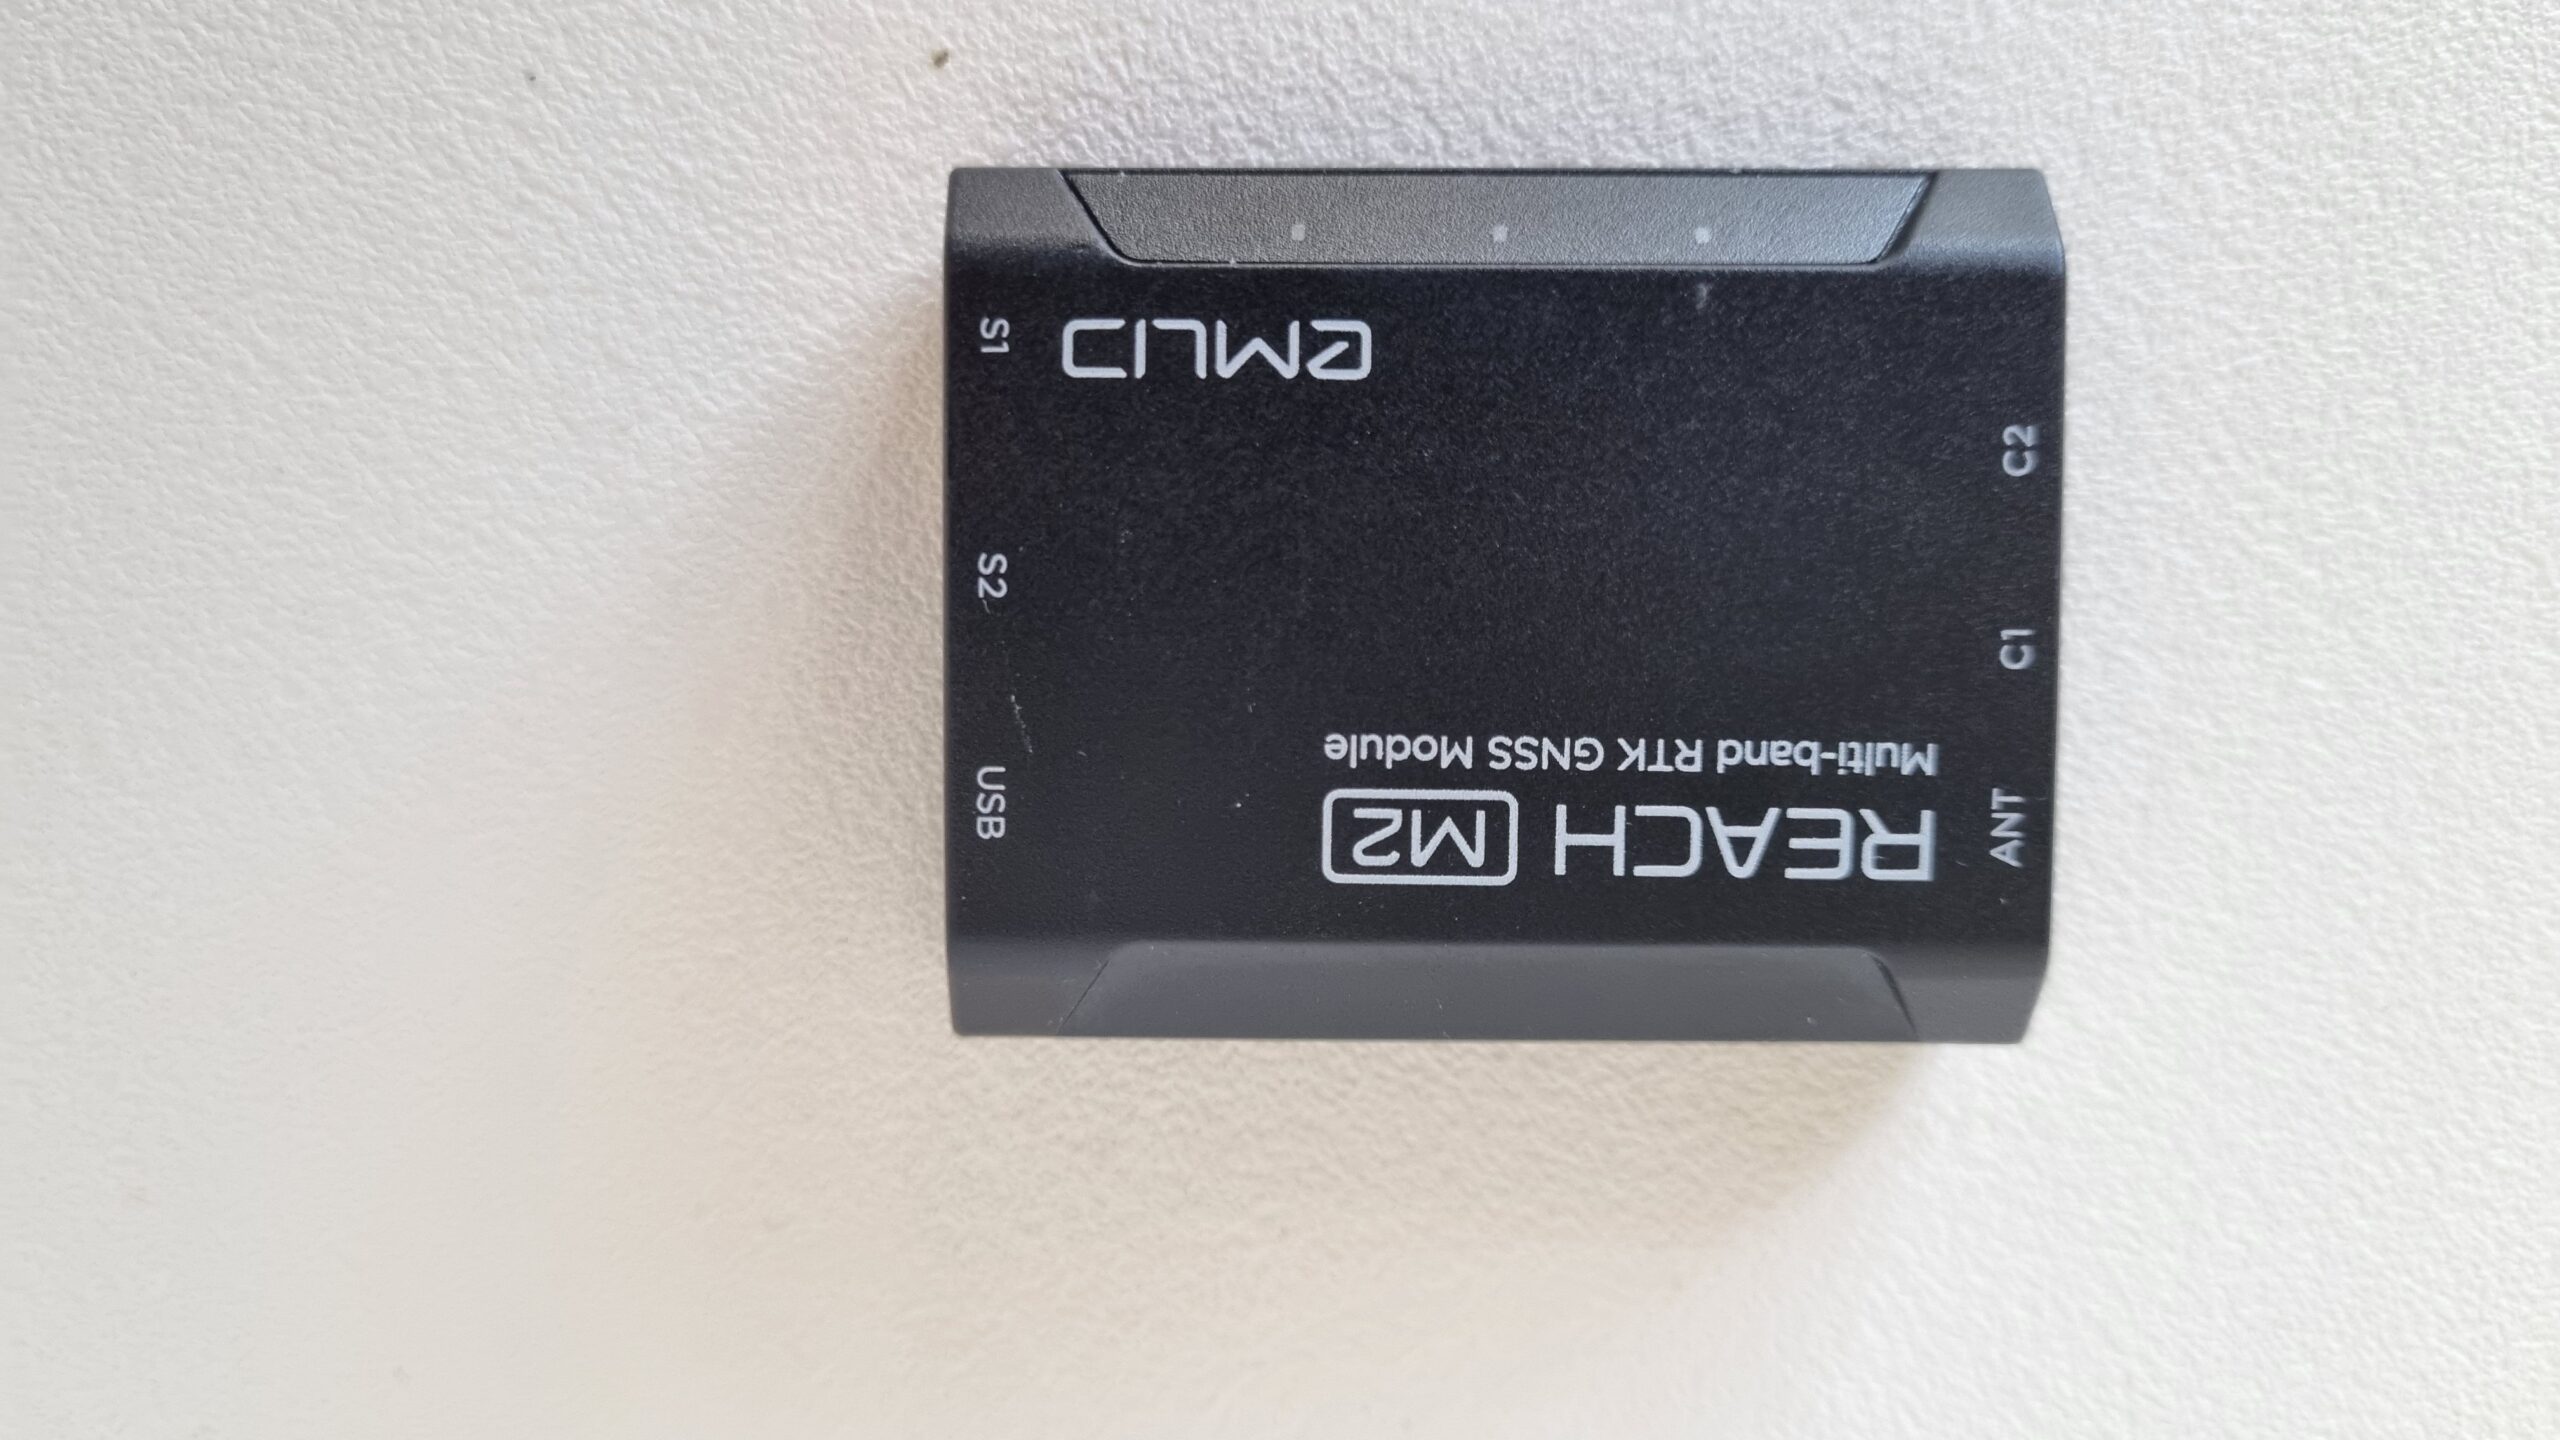 REACH M2
Multi-band RTK GNSS Module
EMLID
ANT
C1
C2
USB
S2
S1